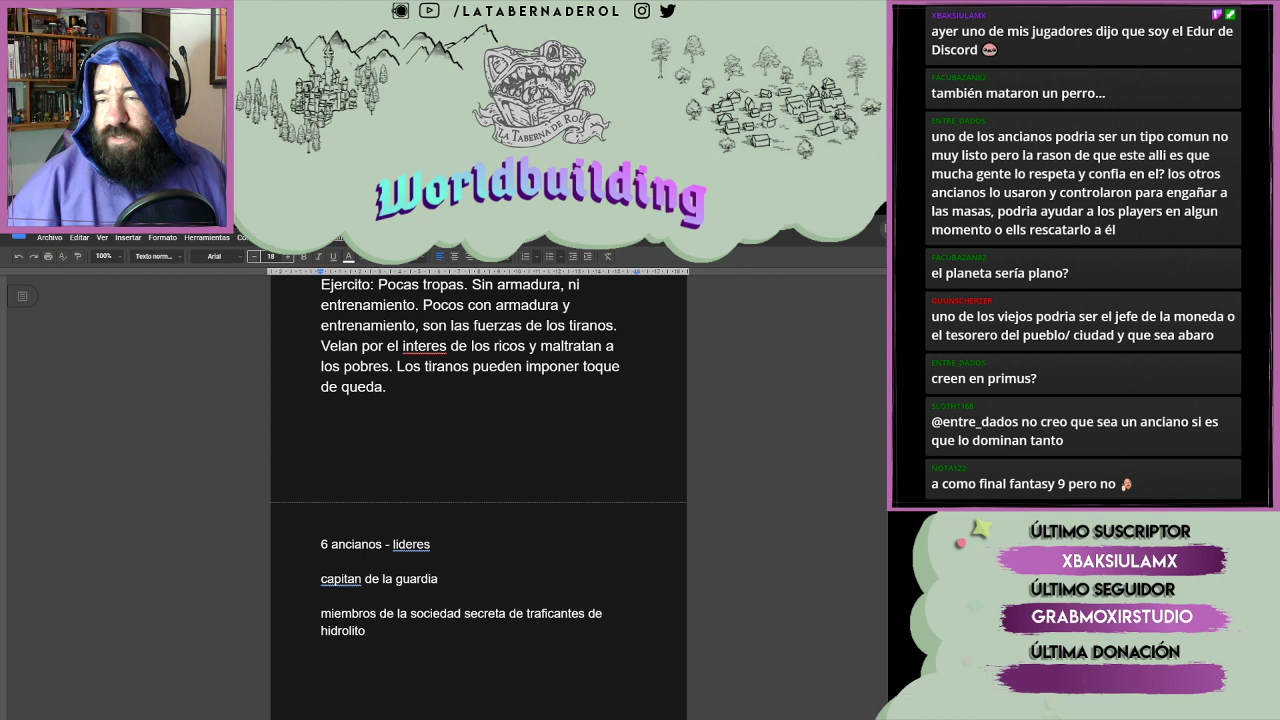 /LATABERNADEROL
LA TABERNA DE ROL
Worldbuilding
Archivo Editar Ver Insertar Formato Herramientas
100% Texto norm... Arial 18
Ejercito: Pocas tropas. Sin armadura, ni
entrenamiento. Pocos con armadura y
entrenamiento, son las fuerzas de los tiranos.
Velan por el interes de los ricos y maltratan a
los pobres. Los tiranos pueden imponer toque
de queda.
6 ancianos - lideres
capitan de la guardia
miembros de la sociedad secreta de traficantes de
hidrolito
XBAKSIULAMX
ayer uno de mis jugadores dijo que soy el Edur de
Discord
FACUBAZAN82
también mataron un perro...
ENTRE_DADOS
uno de los ancianos podria ser un tipo comun no
muy listo pero la rason de que este alli es que
mucha gente lo respeta y confia en el? los otros
ancianos lo usaron y controlaron para engañar a
las masas, podria ayudar a los players en algun
momento o ells rescatarlo a él
FACUBAZAN82
el planeta sería plano?
GUUNSCHERZER
uno de los viejos podria ser el jefe de la moneda o
el tesorero del pueblo/ ciudad y que sea abaro
ENTRE_DADOS
creen en primus?
SLOTH1168
@entre_dados no creo que sea un anciano si es
que lo dominan tanto
NOTA122
a como final fantasy 9 pero no
ÚLTIMO SUSCRIPTOR
XBAKSIULAMX
ÚLTIMO SEGUIDOR
GRABMOXIRSTUDIO
ÚLTIMA DONACIÓN